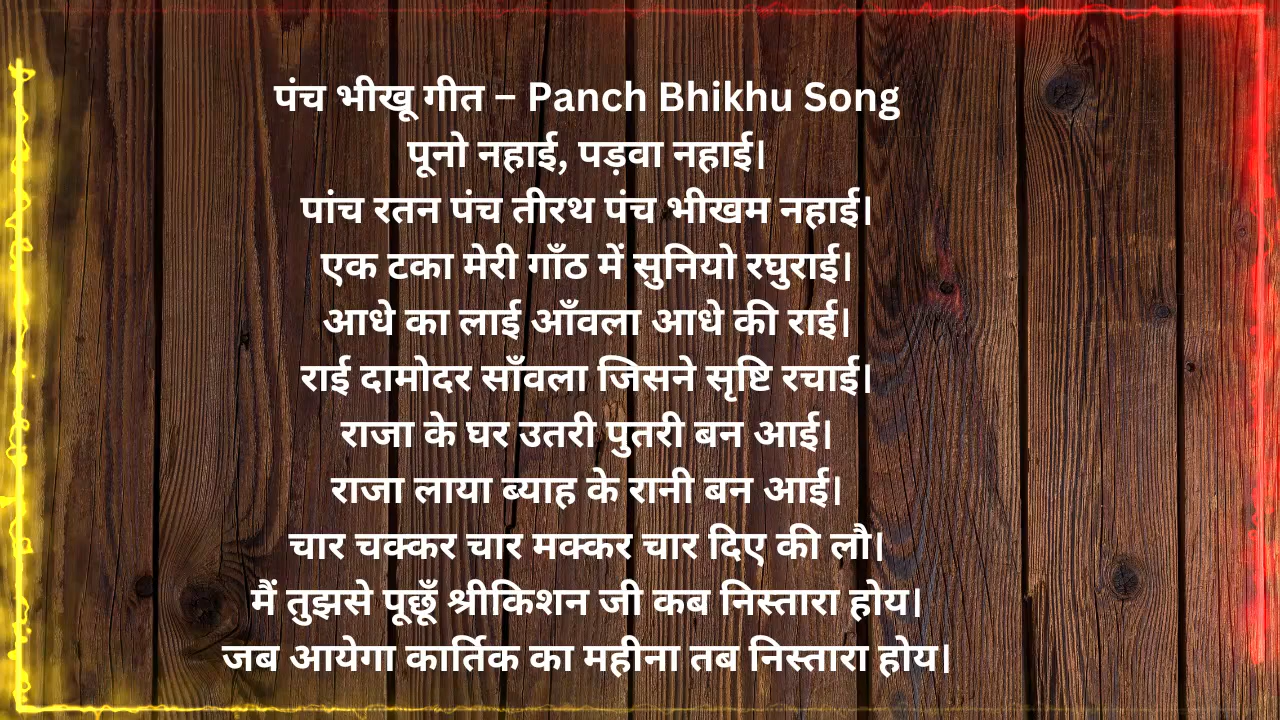 पंच भीखू गीत – Panch Bhikhu Song
पूनो नहाई, पड़वा नहाई।
पांच रतन पंच तीरथ पंच भीखम नहाई।
एक टका मेरी गाँठ में सुनियो रघुराई।
आधे का लाई आँवला आधे की राई।
राई दामोदर साँवला जिसने सृष्टि रचाई।
राजा के घर उतरी पुतरी बन आई।
राजा लाया ब्याह के रानी बन आई।
चार चक्कर चार मक्कर चार दिए की लौ।
मैं तुझसे पूछूँ श्रीकिशन जी कब निस्तारा होय।
जब आयेगा कार्तिक का महीना तब निस्तारा होय।